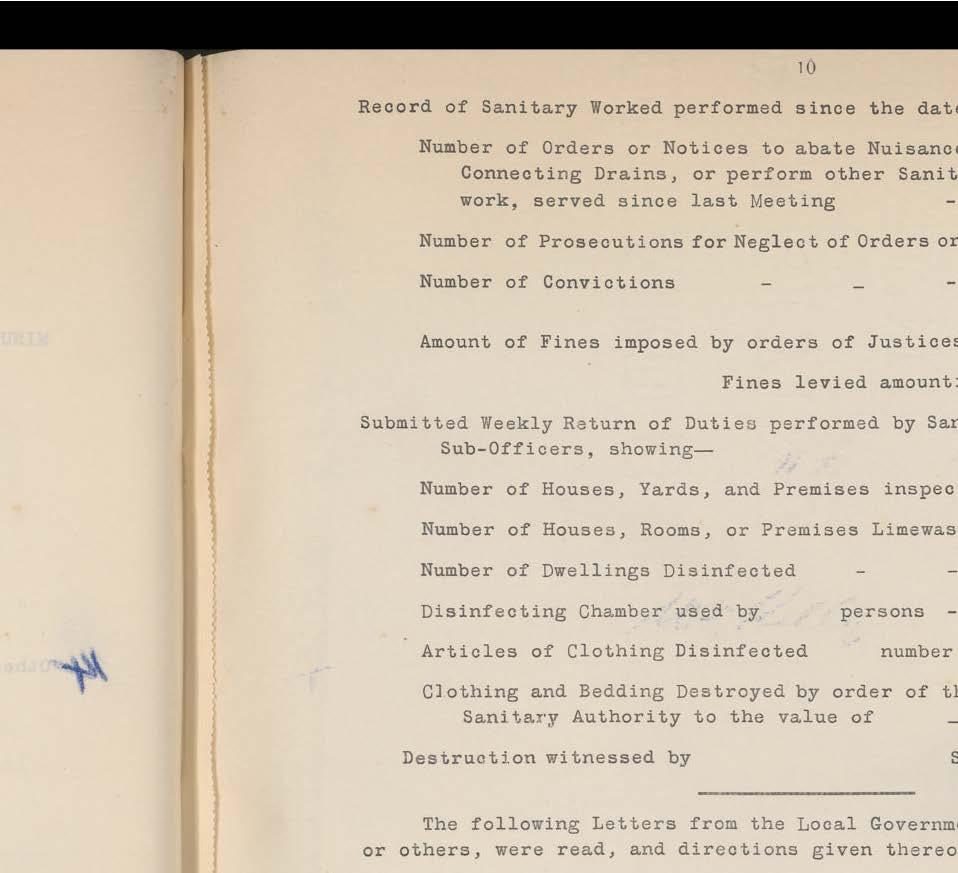 10
Record of Sanitary Worked performed since the date
Number of Orders or Notices to abate Nuisance
Connecting Drains, or perform other Sanit
work, served since last Meeting -
Number of Prosecutions for Neglect of Orders or
Number of Convictions - - -
Amount of Fines imposed by orders of Justices
Fines levied amount
Submitted Weekly Return of Duties performed by San
Sub-Officers, showing—
Number of Houses, Yards, and Premises inspec
Number of Houses, Rooms, or Premises Limewas
Number of Dwellings Disinfected - -
Disinfecting Chamber used by persons -
Articles of Clothing Disinfected number
Clothing and Bedding Destroyed by order of th
Sanitary Authority to the value of -
Destruction witnessed by S
The following Letters from the Local Governm
or others, were read, and directions given thereo